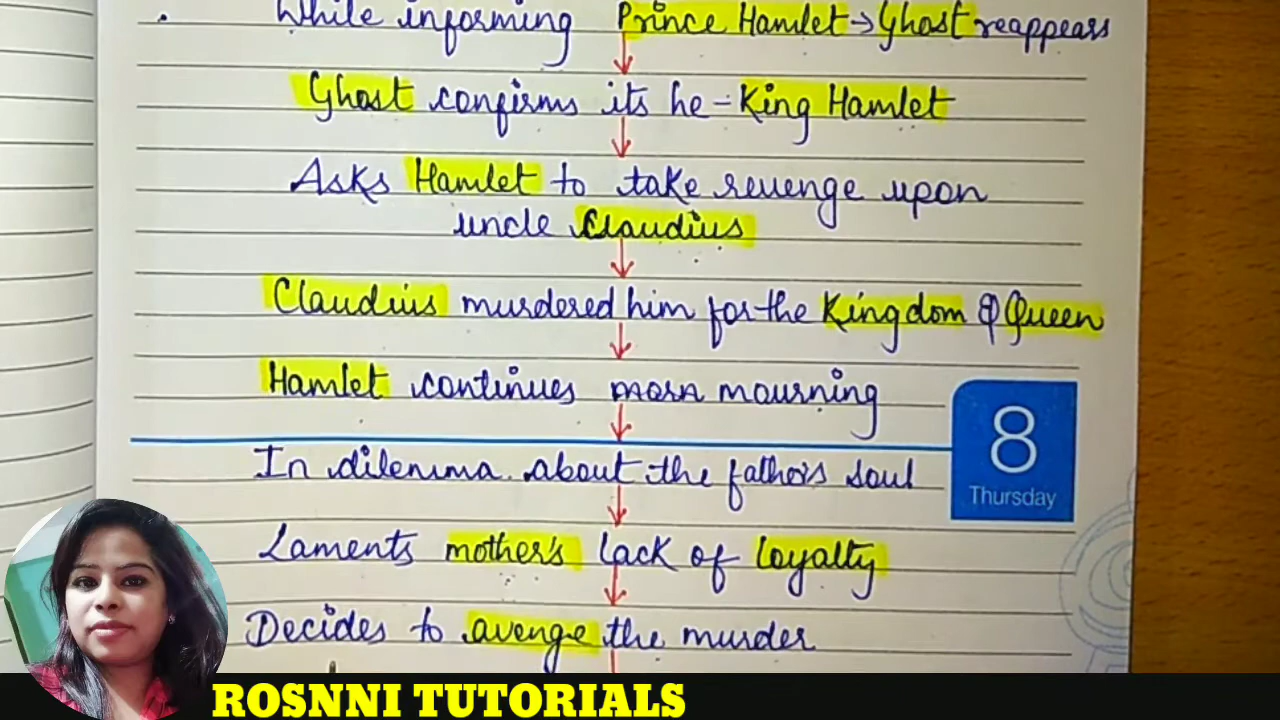 While informing Prince Hamlet → Ghost reappears
Ghost confirms its he - King Hamlet
Asks Hamlet to take revenge upon
uncle Claudius
Claudius murdered him for the Kingdom & Queen
Hamlet continues mourning
8
Thursday
In dilemma about the father's soul
Laments mother's lack of loyalty
Decides to avenge the murder
ROSNNI TUTORIALS